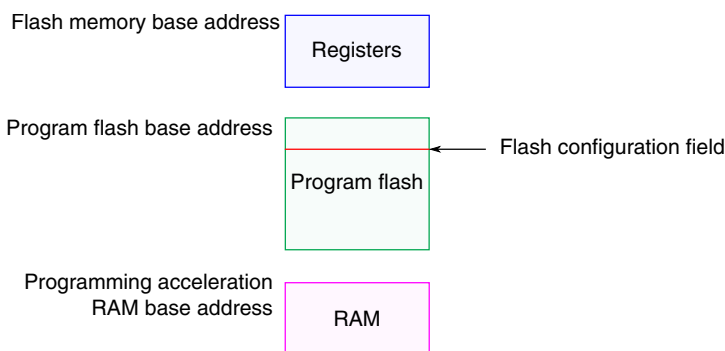 Flash memory base address
Registers
Program flash base address
Flash configuration field
Program flash
Programming acceleration
RAM base address
RAM